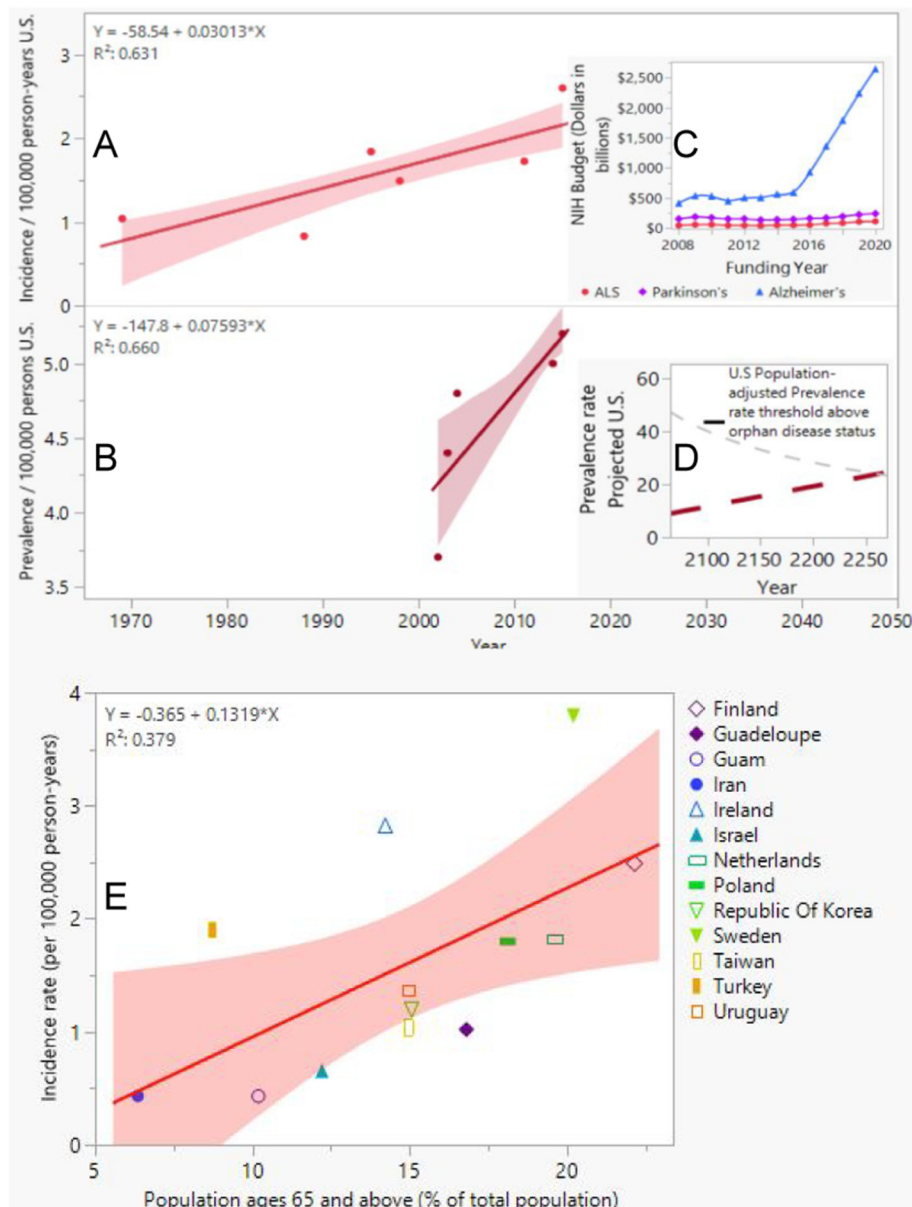 Y = -58.54 + 0.03013*X
R²: 0.631
Incidence / 100,000 person-years U.S.
3
2
1
0
A
NIH Budget (Dollars in
billions)
$2,500
$2,000
$1,500
$1,000
$500
$0
C
2008
2012
2016
2020
Funding Year
ALS
Parkinson's
Alzheimer's
Y = -147.8 + 0.07593*X
R²: 0.660
Prevalence / 100,000 persons U.S.
5.0
4.5
4.0
3.5
B
Prevalence rate
Projected U.S.
60
40
20
0
U.S Population-
adjusted Prevalence
rate threshold above
orphan disease status
D
2100
2150
2200
2250
Year
1970
1980
1990
2000
2010
2020
2030
2040
2050
Year
Y = -0.365 + 0.1319*X
R²: 0.379
Incidence rate (per 100,000 person-years)
4
3
2
1
0
E
5
10
15
20
Population ages 65 and above (% of total population)
Finland
Guadeloupe
Guam
Iran
Ireland
Israel
Netherlands
Poland
Republic Of Korea
Sweden
Taiwan
Turkey
Uruguay